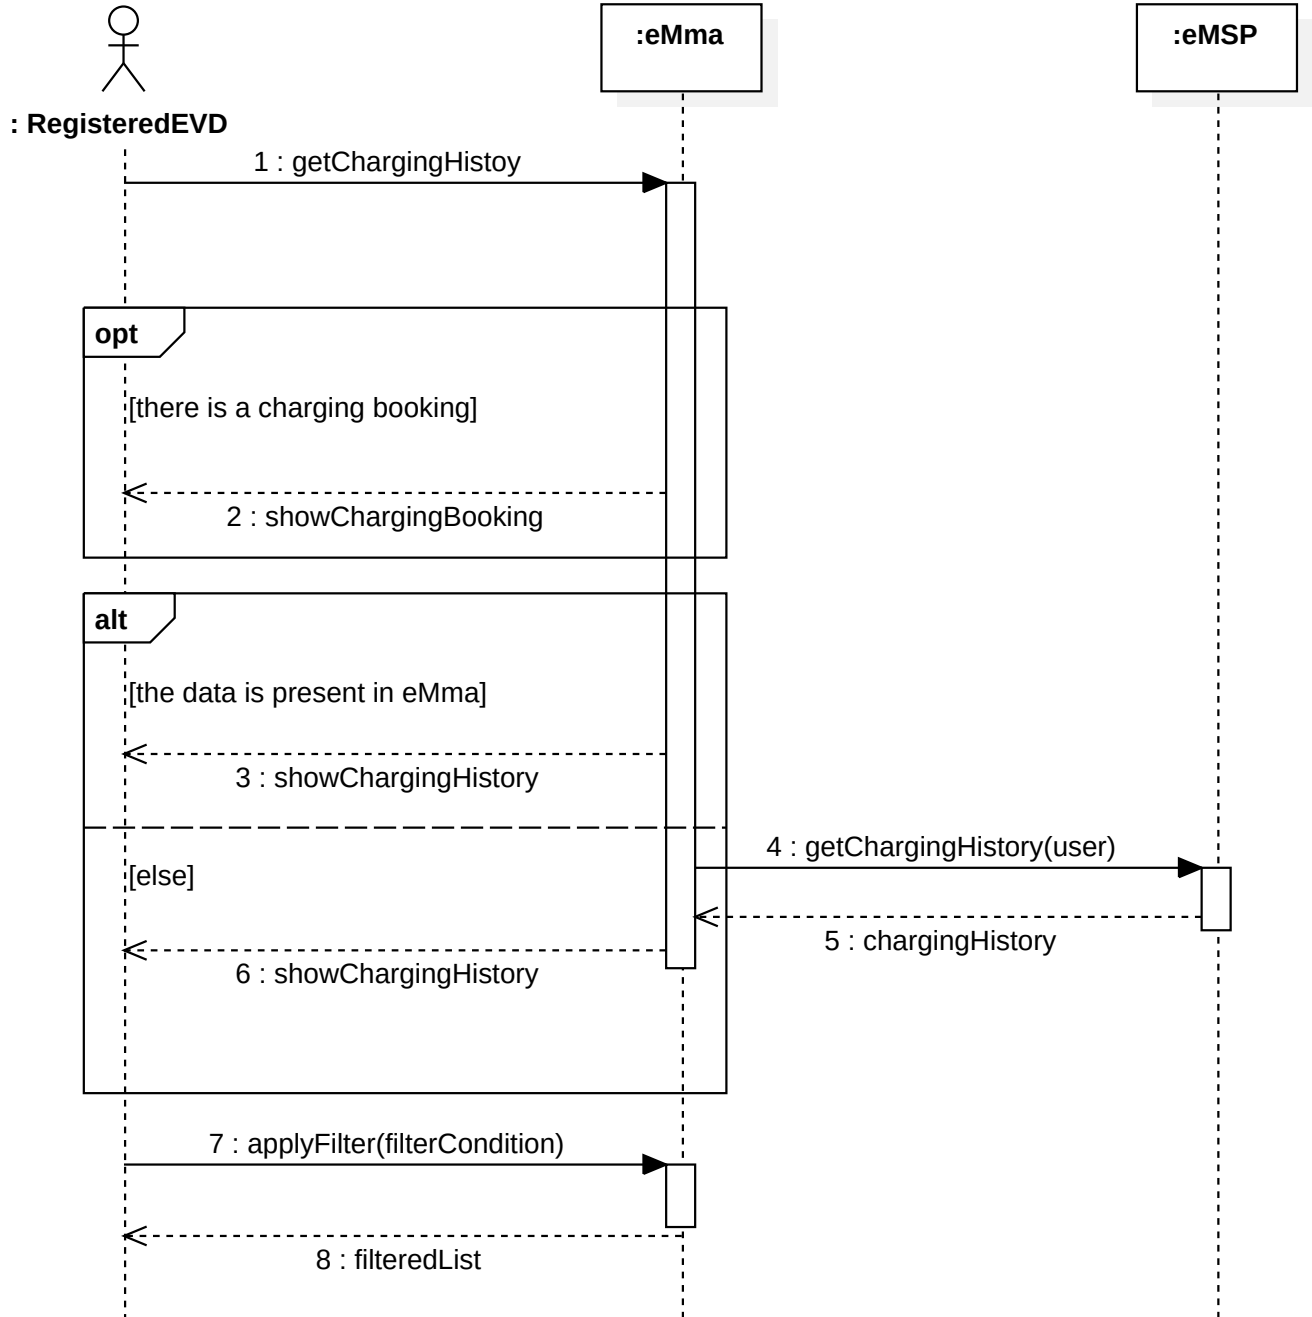 :eMma
:eMSP
: RegisteredEVD
1 : getChargingHistoy
opt
[there is a charging booking]
2 : showChargingBooking
alt
[the data is present in eMma]
3 : showChargingHistory
4 : getChargingHistory(user)
[else]
5 : chargingHistory
6 : showChargingHistory
7 : applyFilter(filterCondition)
8 : filteredList